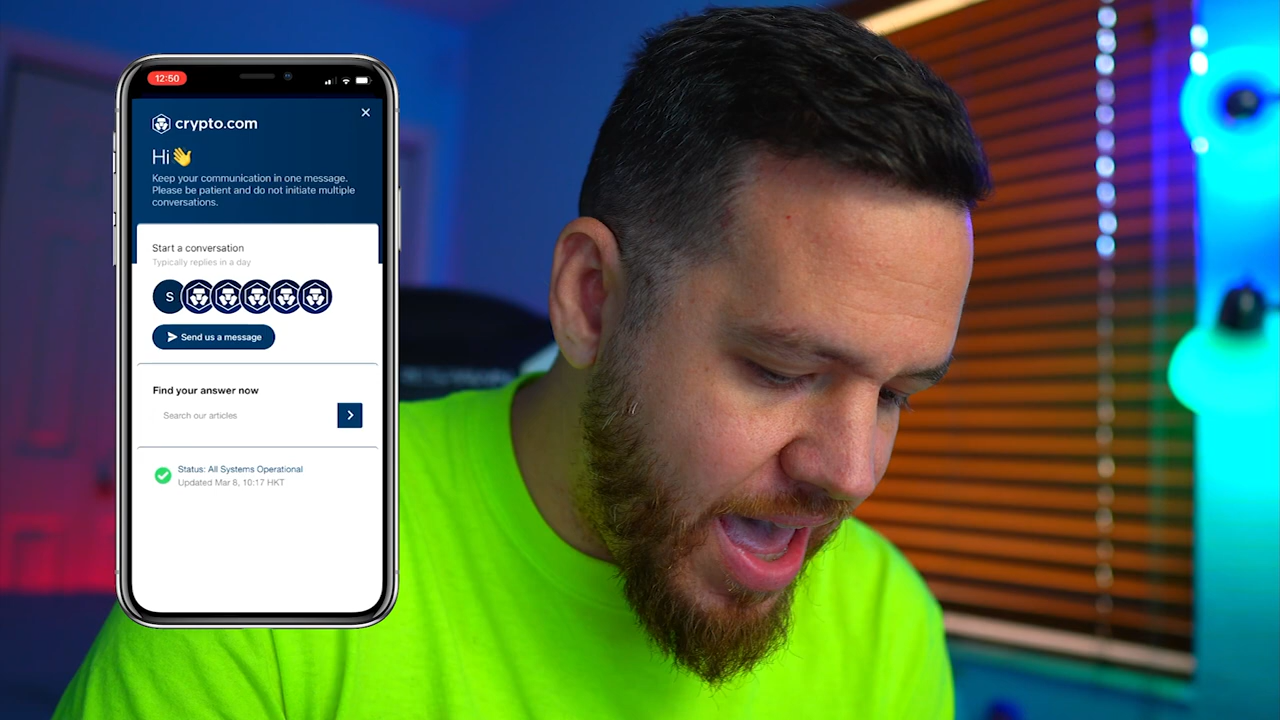 12:50
crypto.com
Hi👋
Keep your communication in one message.
Please be patient and do not initiate multiple
conversations.
Start a conversation
Typically replies in a day
S
Send us a message
Find your answer now
Search our articles
Status: All Systems Operational
Updated Mar 8, 10:17 HKT